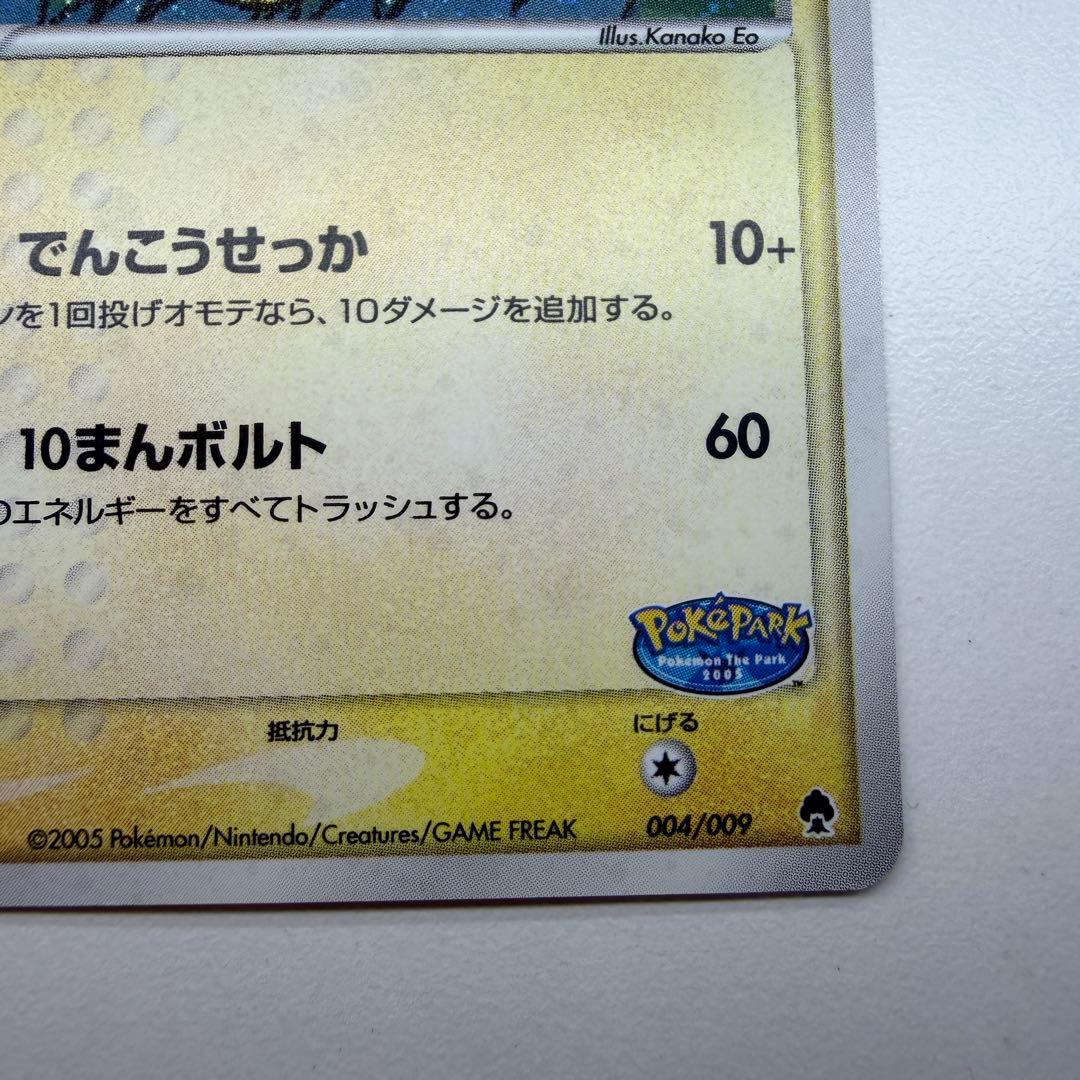 Illus.Kanako Eo
でんこうせっか 10+
ンを1回投げオモテなら、10ダメージを追加する。
10まんボルト 60
のエネルギーをすべてトラッシュする。
POKéPARK
Pokémon The Park
2005
TM
抵抗力 にげる
©2005 Pokémon/Nintendo/Creatures/GAME FREAK 004/009